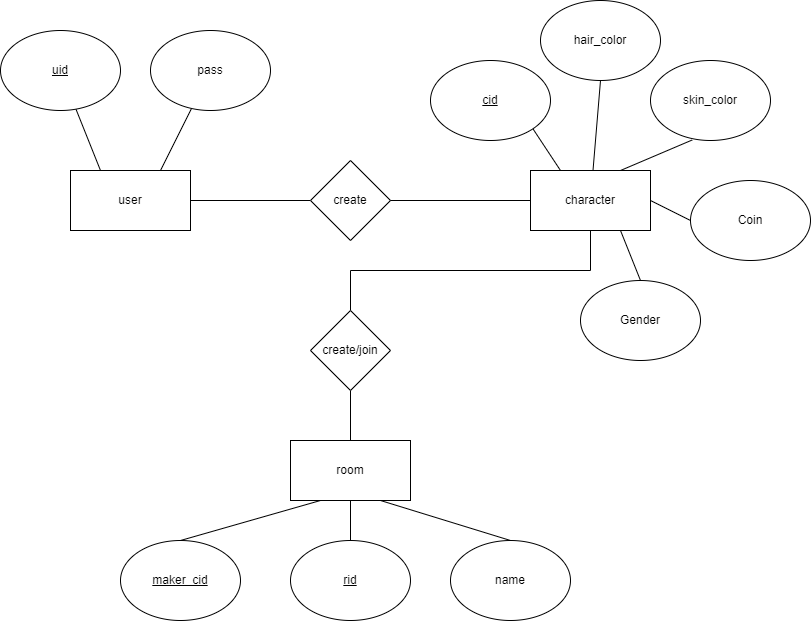 hair_color
uid
pass
cid
skin_color
user
create
character
Coin
Gender
create/join
room
maker_cid
rid
name